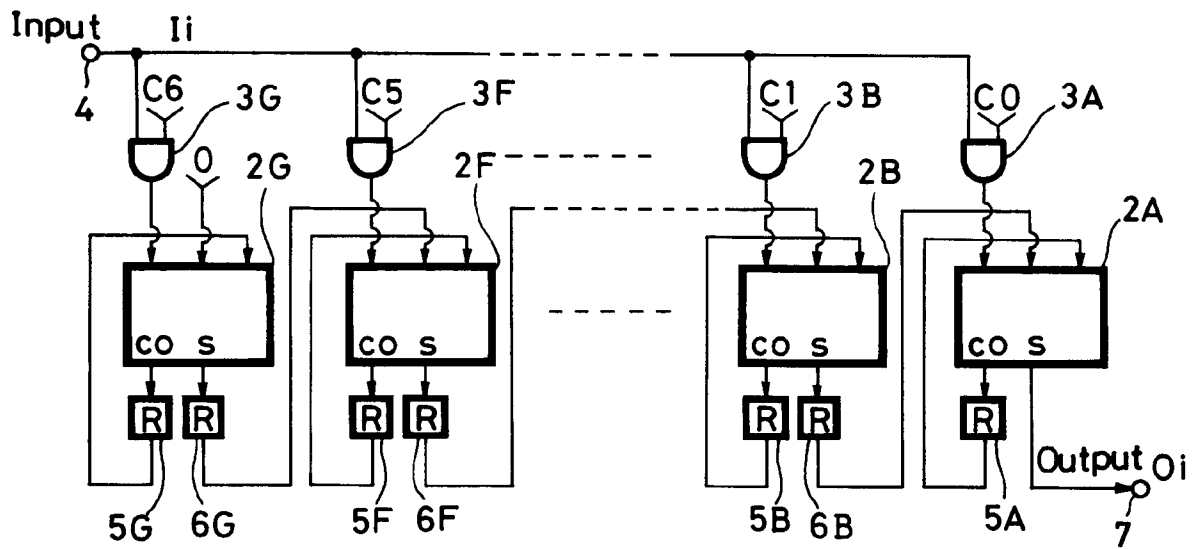 Input Ii
4
C6 3G C5 3F C1 3B C0 3A
0 2G 2F 2B 2A
CO S CO S CO S CO S
R R R R R R R
Output Oi
5G 6G 5F 6F 5B 6B 5A 7